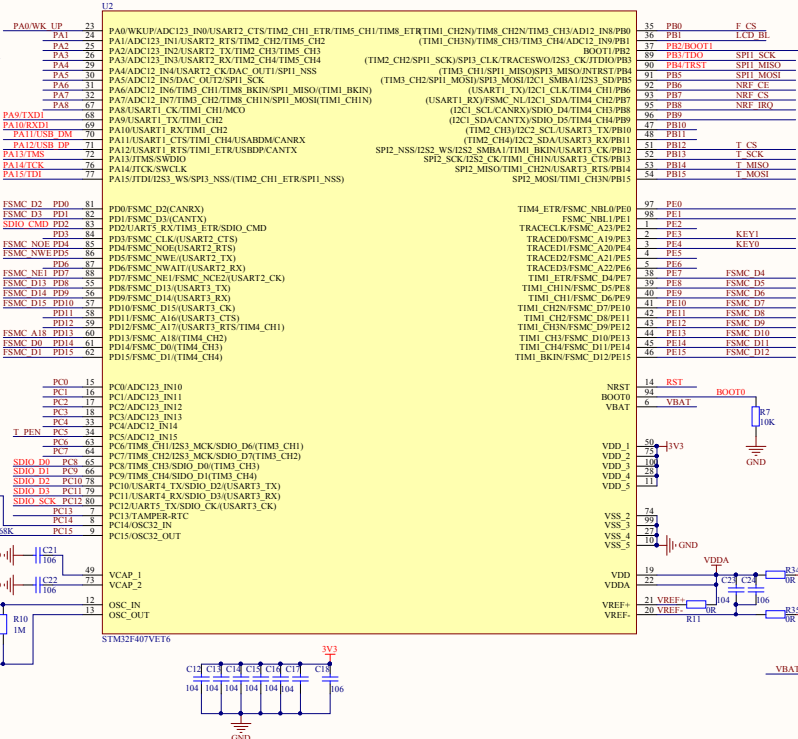 U2
PA0/WK_UP 23 PA0/WKUP/ADC123_IN0/USART2_CTS/TIM2_CH1_ETR/TIM5_CH1/TIM8_ETR
PA1 24 PA1/ADC123_IN1/USART2_RTS/TIM2_CH2/TIM5_CH2
PA2 25 PA2/ADC123_IN2/USART2_TX/TIM2_CH3/TIM5_CH3
PA3 26 PA3/ADC123_IN3/USART2_RX/TIM2_CH4/TIM5_CH4
PA4 29 PA4/ADC12_IN4/USART2_CK/DAC_OUT1/SPI1_NSS
PA5 30 PA5/ADC12_IN5/DAC_OUT2/SPI1_SCK
PA6 31 PA6/ADC12_IN6/TIM3_CH1/TIM8_BKIN/SPI1_MISO/(TIM1_BKIN)
PA7 32 PA7/ADC12_IN7/TIM3_CH2/TIM8_CH1N/SPI1_MOSI(TIM1_CH1N)
PA8 67 PA8/USART1_CK/TIM1_CH1/MCO
PA9/TXD1 68 PA9/USART1_TX/TIM1_CH2
PA10/RXD1 69 PA10/USART1_RX/TIM1_CH2
PA11/USB_DM 70 PA11/USART1_CTS/TIM1_CH4/USABDM/CANRX
PA12/USB_DP 71 PA12/USART1_RTS/TIM1_ETR/USBDP/CANTX
PA13/TMS 72 PA13/JTMS/SWDIO
PA14/TCK 76 PA14/JTCK/SWCLK
PA15/TDI 77 PA15/JTDI/I2S3_WS/SPI3_NSS/(TIM2_CH1_ETR/SPI1_NSS)
(TIM1_CH2N)/TIM8_CH2N/TIM3_CH3/AD12_IN8/PB0 35 PB0 F_CS
(TIM1_CH3N)/TIM8_CH3/TIM3_CH4/ADC12_IN9/PB1 36 PB1 LCD_BL
BOOT1/PB2 37 PB2/BOOT1
(TIM2_CH2/SPI1_SCK)/SPI3_CLK/TRACESWO/I2S3_CK/JTDIO/PB3 89 PB3/TDO SPI1_SCK
(TIM3_CH1/SPI1_MISO)SPI3_MISO/JNTRST/PB4 90 PB4/TRST SPI1_MISO
(TIM3_CH2/SPI1_MOSI)/SPI3_MOSI/I2C1_SMBA1/I2S3_SD/PB5 91 PB5 SPI1_MOSI
(USART1_TX)/I2C1_CLK/TIM4_CH1/PB6 92 PB6 NRF_CE
(USART1_RX)/FSMC_NL/I2C1_SDA/TIM4_CH2/PB7 93 PB7 NRF_CS
(I2C1_SCL/CANRX)/SDIO_D4/TIM4_CH3/PB8 95 PB8 NRF_IRQ
(I2C1_SDA/CANTX)/SDIO_D5/TIM4_CH4/PB9 96 PB9
(TIM2_CH3)/I2C2_SCL/USART3_TX/PB10 47 PB10
(TIM2_CH4)/I2C2_SDA/USART3_RX/PB11 48 PB11
SPI2_NSS/I2S2_WS/I2S2_SMBA1/TIM1_BKIN/USART3_CK/PB12 51 PB12 T_CS
SPI2_SCK/I2S2_CK/TIM1_CH1N/USART3_CTS/PB13 52 PB13 T_SCK
SPI2_MISO/TIM1_CH2N/USART3_RTS/PB14 53 PB14 T_MISO
SPI2_MOSI/TIM1_CH3N/PB15 54 PB15 T_MOSI
FSMC_D2 PD0 81 PD0/FSMC_D2(CANRX)
FSMC_D3 PD1 82 PD1/FSMC_D3/(CANTX)
SDIO_CMD PD2 83 PD2/UART5_RX/TIM3_ETR/SDIO_CMD
PD3 84 PD3/FSMC_CLK/(USART2_CTS)
FSMC_NOE PD4 85 PD4/FSMC_NOE(USART2_RTS)
FSMC_NWE PD5 86 PD5/FSMC_NWE/(USART2_TX)
PD6 87 PD6/FSMC_NWAIT/(USART2_RX)
FSMC_NE1 PD7 88 PD7/FSMC_NE1/FSMC_NCE2/(USART2_CK)
FSMC_D13 PD8 55 PD8/FSMC_D13/(USART3_TX)
FSMC_D14 PD9 56 PD9/FSMC_D14/(USART3_RX)
FSMC_D15 PD10 57 PD10/FSMC_D15/(USART3_CK)
PD11 58 PD11/FSMC_A16/(USART3_CTS)
PD12 59 PD12/FSMC_A17/(USART3_RTS/TIM4_CH1)
FSMC_A18 PD13 60 PD13/FSMC_A18/(TIM4_CH2)
FSMC_D0 PD14 61 PD14/FSMC_D0/(TIM4_CH3)
FSMC_D1 PD15 62 PD15/FSMC_D1/(TIM4_CH4)
TIM4_ETR/FSMC_NBL0/PE0 97 PE0
FSMC_NBL1/PE1 98 PE1
TRACECLK/FSMC_A23/PE2 1 PE2
TRACED0/FSMC_A19/PE3 2 PE3 KEY1
TRACED1/FSMC_A20/PE4 3 PE4 KEY0
TRACED2/FSMC_A21/PE5 4 PE5
TRACED3/FSMC_A22/PE6 5 PE6
TIM1_ETR/FSMC_D4/PE7 38 PE7 FSMC_D4
TIM1_CH1N/FSMC_D5/PE8 39 PE8 FSMC_D5
TIM1_CH1/FSMC_D6/PE9 40 PE9 FSMC_D6
TIM1_CH2N/FSMC_D7/PE10 41 PE10 FSMC_D7
TIM1_CH2/FSMC_D8/PE11 42 PE11 FSMC_D8
TIM1_CH3N/FSMC_D9/PE12 43 PE12 FSMC_D9
TIM1_CH3/FSMC_D10/PE13 44 PE13 FSMC_D10
TIM1_CH4/FSMC_D11/PE14 45 PE14 FSMC_D11
TIM1_BKIN/FSMC_D12/PE15 46 PE15 FSMC_D12
PC0 15 PC0/ADC123_IN10
PC1 16 PC1/ADC123_IN11
PC2 17 PC2/ADC123_IN12
PC3 18 PC3/ADC123_IN13
PC4 33 PC4/ADC12_IN14
T_PEN PC5 34 PC5/ADC12_IN15
PC6 63 PC6/TIM8_CH1/I2S3_MCK/SDIO_D6/(TIM3_CH1)
PC7 64 PC7/TIM8_CH2/I2S3_MCK/SDIO_D7(TIM3_CH2)
SDIO_D0 PC8 65 PC8/TIM8_CH3/SDIO_D0/(TIM3_CH3)
SDIO_D1 PC9 66 PC9/TIM8_CH4/SIDO_D1/(TIM3_CH4)
SDIO_D2 PC10 78 PC10/USART4_TX/SDIO_D2/(USART3_TX)
SDIO_D3 PC11 79 PC11/USART4_RX/SDIO_D3/(USART3_RX)
SDIO_SCK PC12 80 PC12/UART5_TX/SDIO_CK/(USART3_CK)
PC13 7 PC13/TAMPER-RTC
PC14 8 PC14/OSC32_IN
PC15 9 PC15/OSC32_OUT
68K
NRST 14 RST
BOOT0 94 BOOT0
VBAT 6 VBAT
R7
10K
GND
VDD_1 50 3V3
VDD_2 75
VDD_3 100
VDD_4 28
VDD_5 11
VSS_2 74
VSS_3 99
VSS_4 27
VSS_5 10 GND
C21
106
49 VCAP_1
C22
106
73 VCAP_2
12 OSC_IN
13 OSC_OUT
R10
1M
VDDA
VDD 19
VDDA 22
VREF+ 21 VREF+
VREF- 20 VREF-
R11
0R
C23
104
C24
106
R34
0R
R35
0R
STM32F407VET6
3V3
C12 C13 C14 C15 C16 C17 C18
104 104 104 104 104 106
GND
VBAT